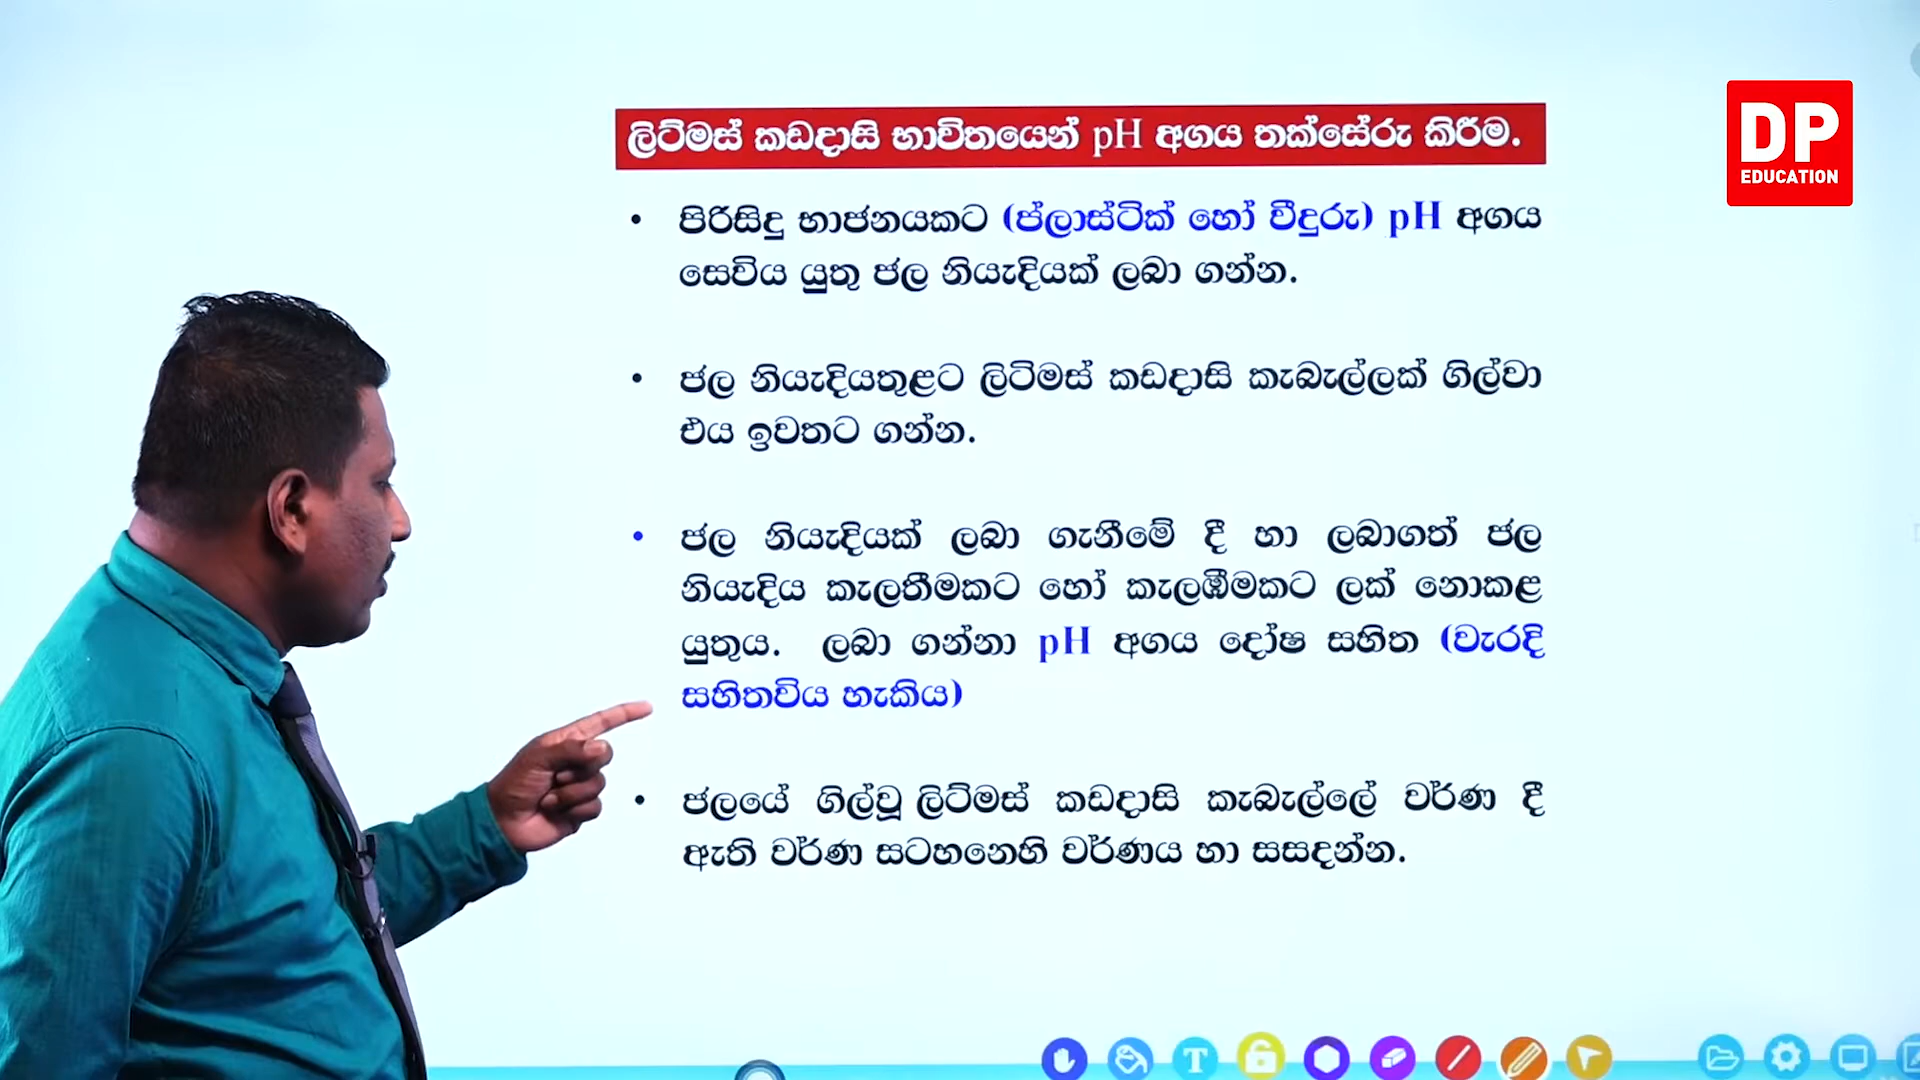 ලිට්මස් කඩදාසි භාවිතයෙන් pH අගය තක්සේරු කිරීම.
DP
EDUCATION
• පිරිසිදු භාජනයකට (ප්ලාස්ටික් හෝ වීදුරු) pH අගය
සෙවිය යුතු ජල නියැදියක් ලබා ගන්න.
• ජල නියැදියතුළට ලිටිමස් කඩදාසි කැබැල්ලක් ගිල්වා
එය ඉවතට ගන්න.
• ජල නියැදියක් ලබා ගැනීමේ දී හා ලබාගත් ජල
නියැදිය කැලතීමකට හෝ කැලඹීමකට ලක් නොකළ
යුතුය. ලබා ගන්නා pH අගය දෝෂ සහිත (වැරදි
සහිතවිය හැකිය)
• ජලයේ ගිල්වූ ලිට්මස් කඩදාසි කැබැල්ලේ වර්ණ දී
ඇති වර්ණ සටහනෙහි වර්ණය හා සසදන්න.